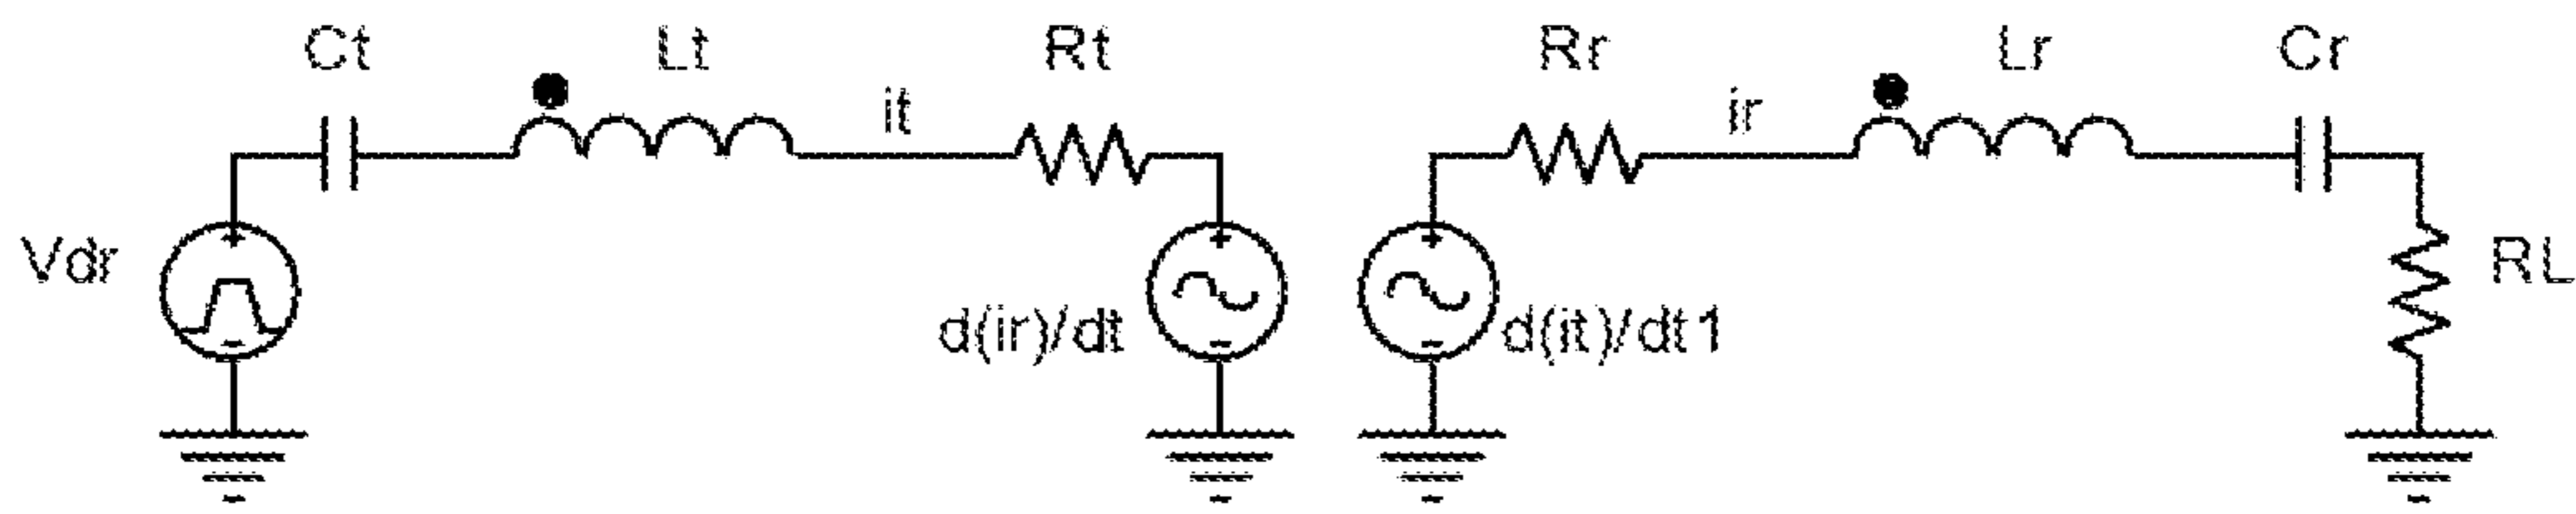 Ct
Lt
Rt
Rr
Lr
Cr
it
ir
Vdr
RL
d(ir)/dt
d(it)/dt1